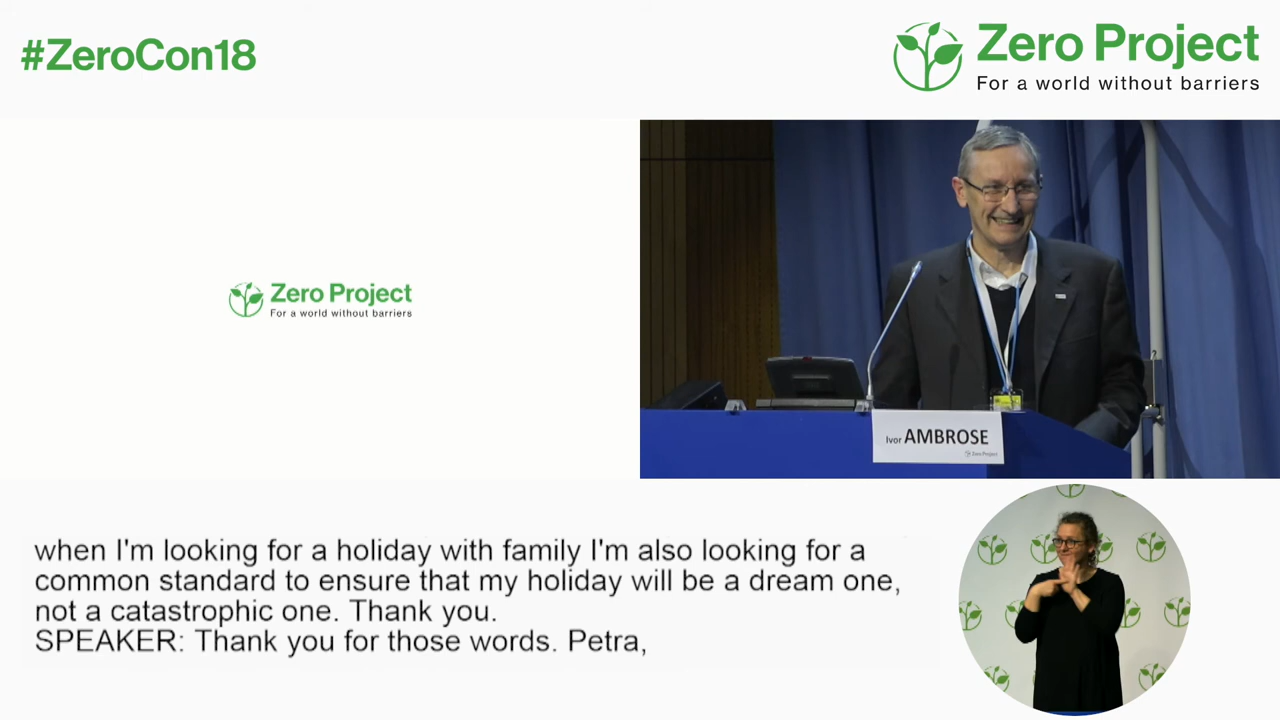 #ZeroCon18
Zero Project
For a world without barriers
Zero Project
For a world without barriers
Ivor AMBROSE
Zero Project
when I'm looking for a holiday with family I'm also looking for a
common standard to ensure that my holiday will be a dream one,
not a catastrophic one. Thank you.
SPEAKER: Thank you for those words. Petra,